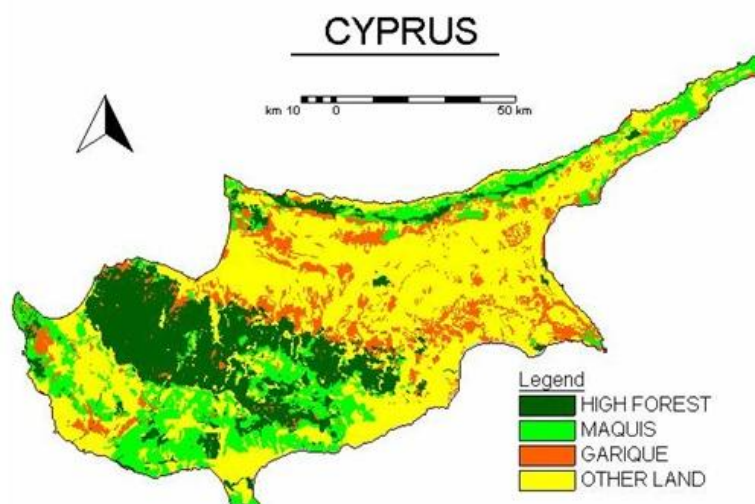 CYPRUS
km 10 0 50 km
Legend
HIGH FOREST
MAQUIS
GARIQUE
OTHER LAND